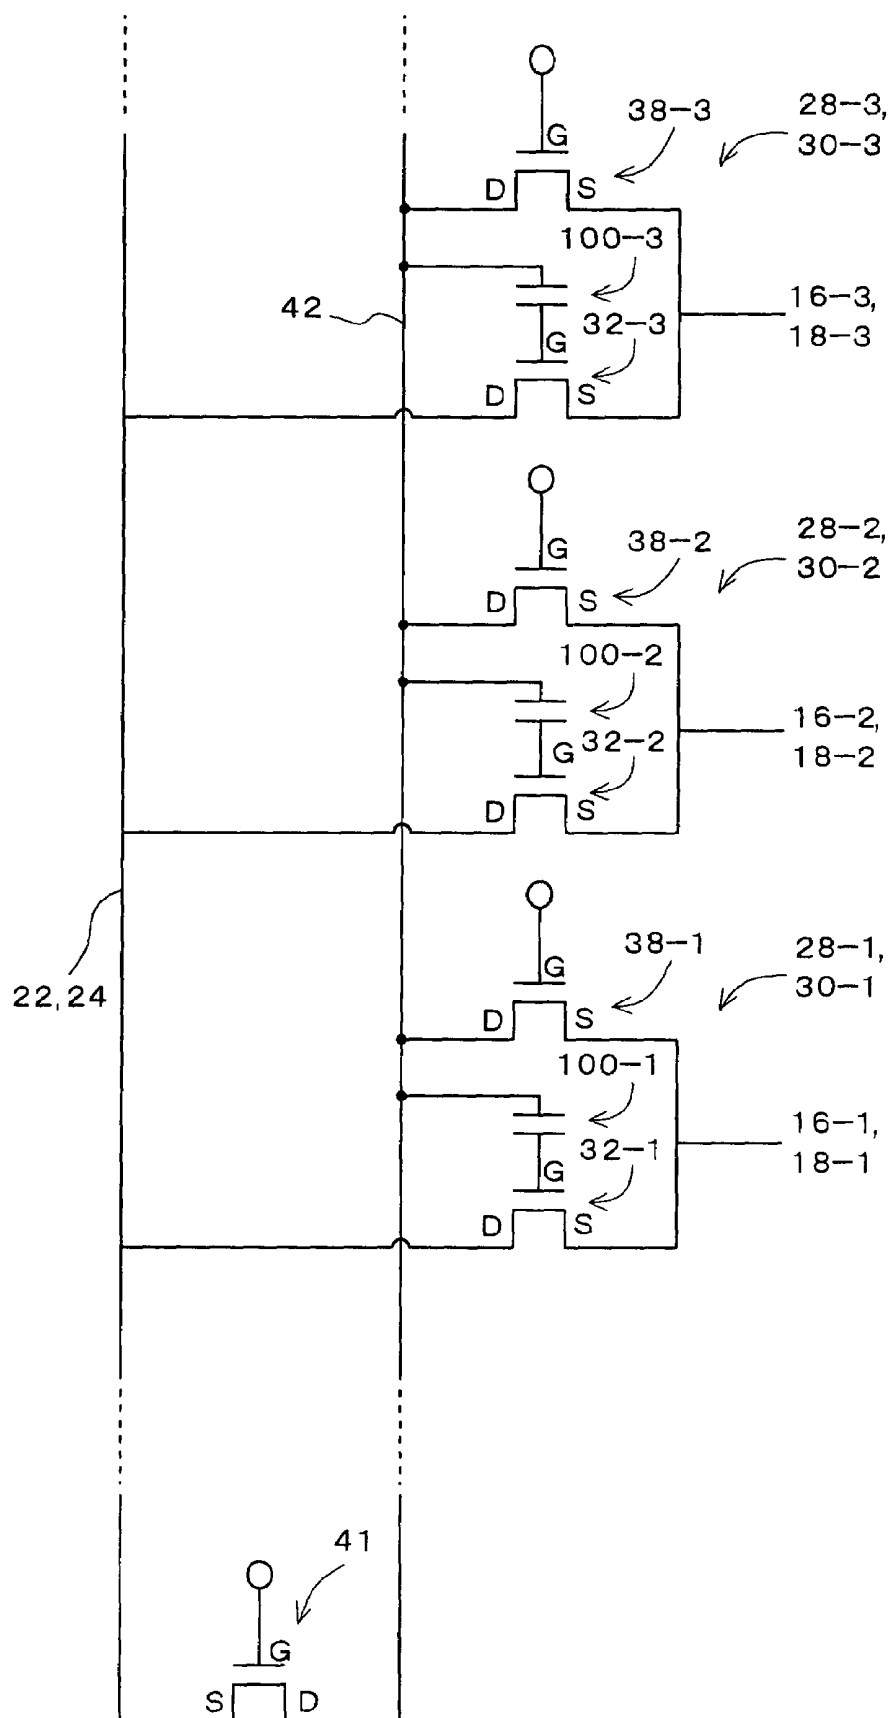 38-3
28-3,
30-3
G
D
S
100-3
42
32-3
16-3,
18-3
G
D
S
28-2,
30-2
G
38-2
D
S
100-2
32-2
16-2,
18-2
G
D
S
22,24
G
38-1
28-1,
30-1
D
S
100-1
32-1
16-1,
18-1
G
D
S
41
G
S
D